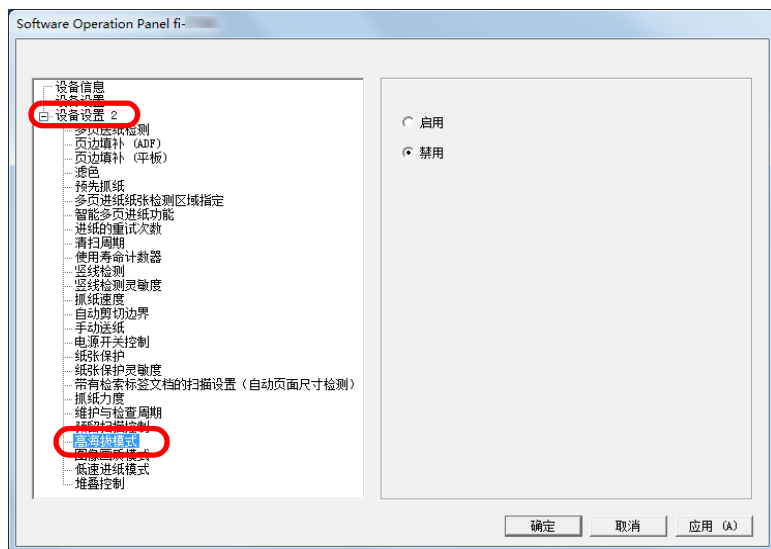 Software Operation Panel fi-
设备信息
设备设置
设备设置 2
多页送纸检测
页边填补 (ADF)
页边填补 (平板)
滤色
预先抓纸
多页进纸纸张检测区域指定
智能多页进纸功能
进纸的重试次数
清扫周期
使用寿命计数器
竖线检测
竖线检测灵敏度
抓纸速度
自动剪切边界
手动送纸
电源开关控制
纸张保护
纸张保护灵敏度
带有检索标签文档的扫描设置（自动页面尺寸检测）
抓纸力度
维护与检查周期
预留扫描控制
高海拔模式
图像画质模式
低速进纸模式
堆叠控制
启用
禁用
确定
取消
应用 (A)